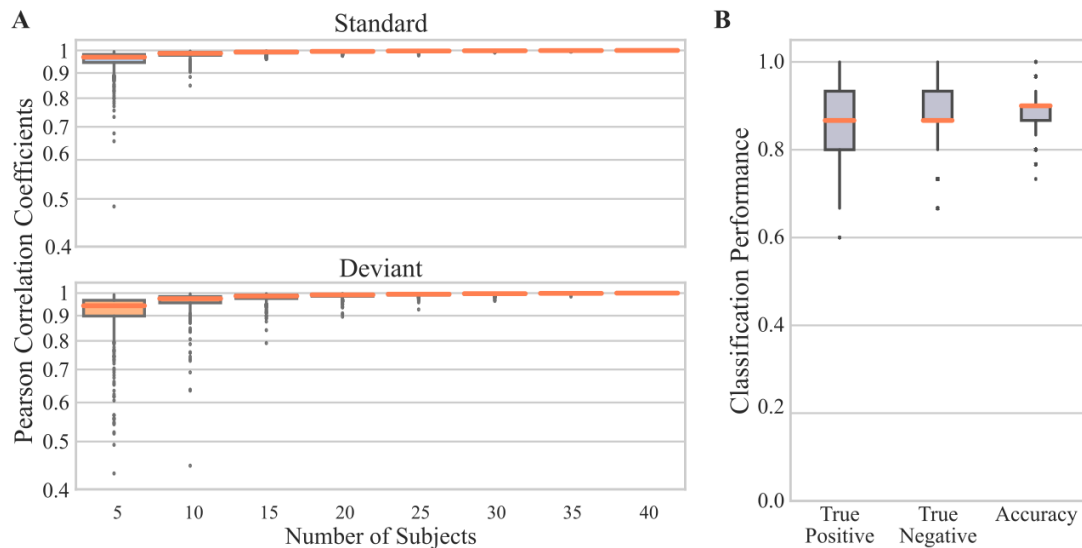 A
Standard
1
0.9
0.8
0.7
0.6
0.5
0.4
Deviant
1
0.9
0.8
0.7
0.6
0.5
0.4
Pearson Correlation Coefficients
5 10 15 20 25 30 35 40
Number of Subjects
B
1.0
0.8
0.6
0.4
0.2
0.0
Classification Performance
True
Positive
True
Negative
Accuracy